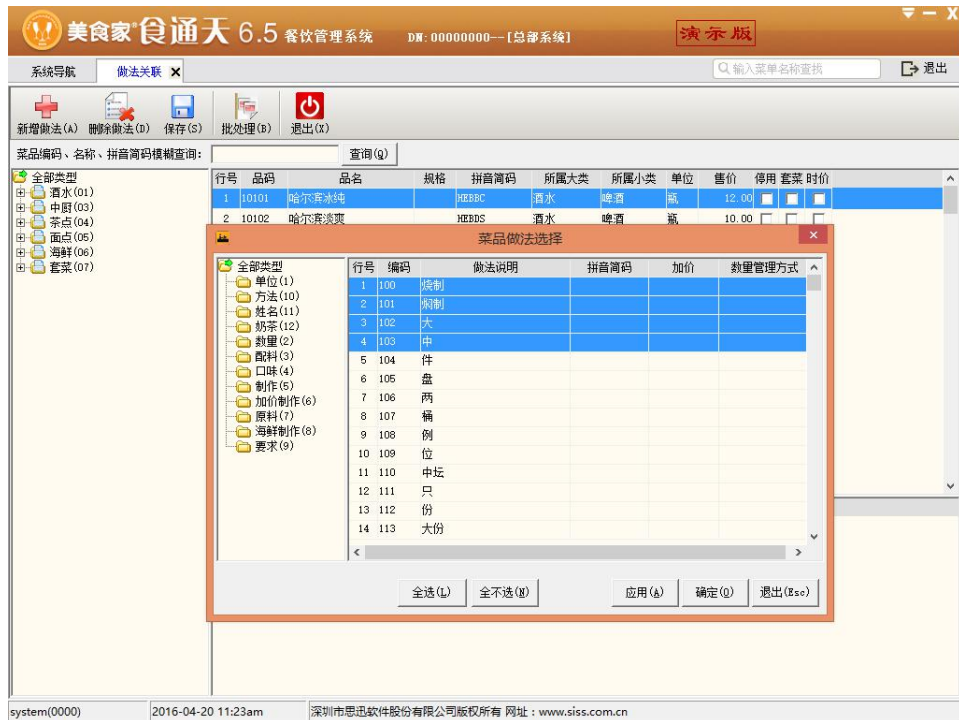 美食家®食通天 6.5 餐饮管理系统 DN:00000000--[总部系统] 演示版
系统导航 做法关联 输入菜单名称查找 退出
新增做法(A) 删除做法(D) 保存(S) 批处理(B) 退出(X)
菜品编码、名称、拼音简码模糊查询: 查询(Q)
全部类型
酒水(01)
中厨(03)
茶点(04)
面点(05)
海鲜(06)
套菜(07)
行号 品码 品名 规格 拼音简码 所属大类 所属小类 单位 售价 停用 套菜 时价
1 10101 哈尔滨冰纯 HEBBC 酒水 啤酒 瓶 12.00
2 10102 哈尔滨淡爽 HEBDS 酒水 啤酒 瓶 10.00
菜品做法选择
全部类型
单位(1)
方法(10)
姓名(11)
奶茶(12)
数量(2)
配料(3)
口味(4)
制作(5)
加价制作(6)
原料(7)
海鲜制作(8)
要求(9)
行号 编码 做法说明 拼音简码 加价 数量管理方式
1 100 烧制
2 101 焖制
3 102 大
4 103 中
5 104 件
6 105 盘
7 106 两
8 107 桶
9 108 例
10 109 位
11 110 中坛
12 111 只
13 112 份
14 113 大份
全选(L) 全不选(N) 应用(A) 确定(O) 退出(Esc)
system(0000) 2016-04-20 11:23am 深圳市思迅软件股份有限公司版权所有 网址：www.siss.com.cn